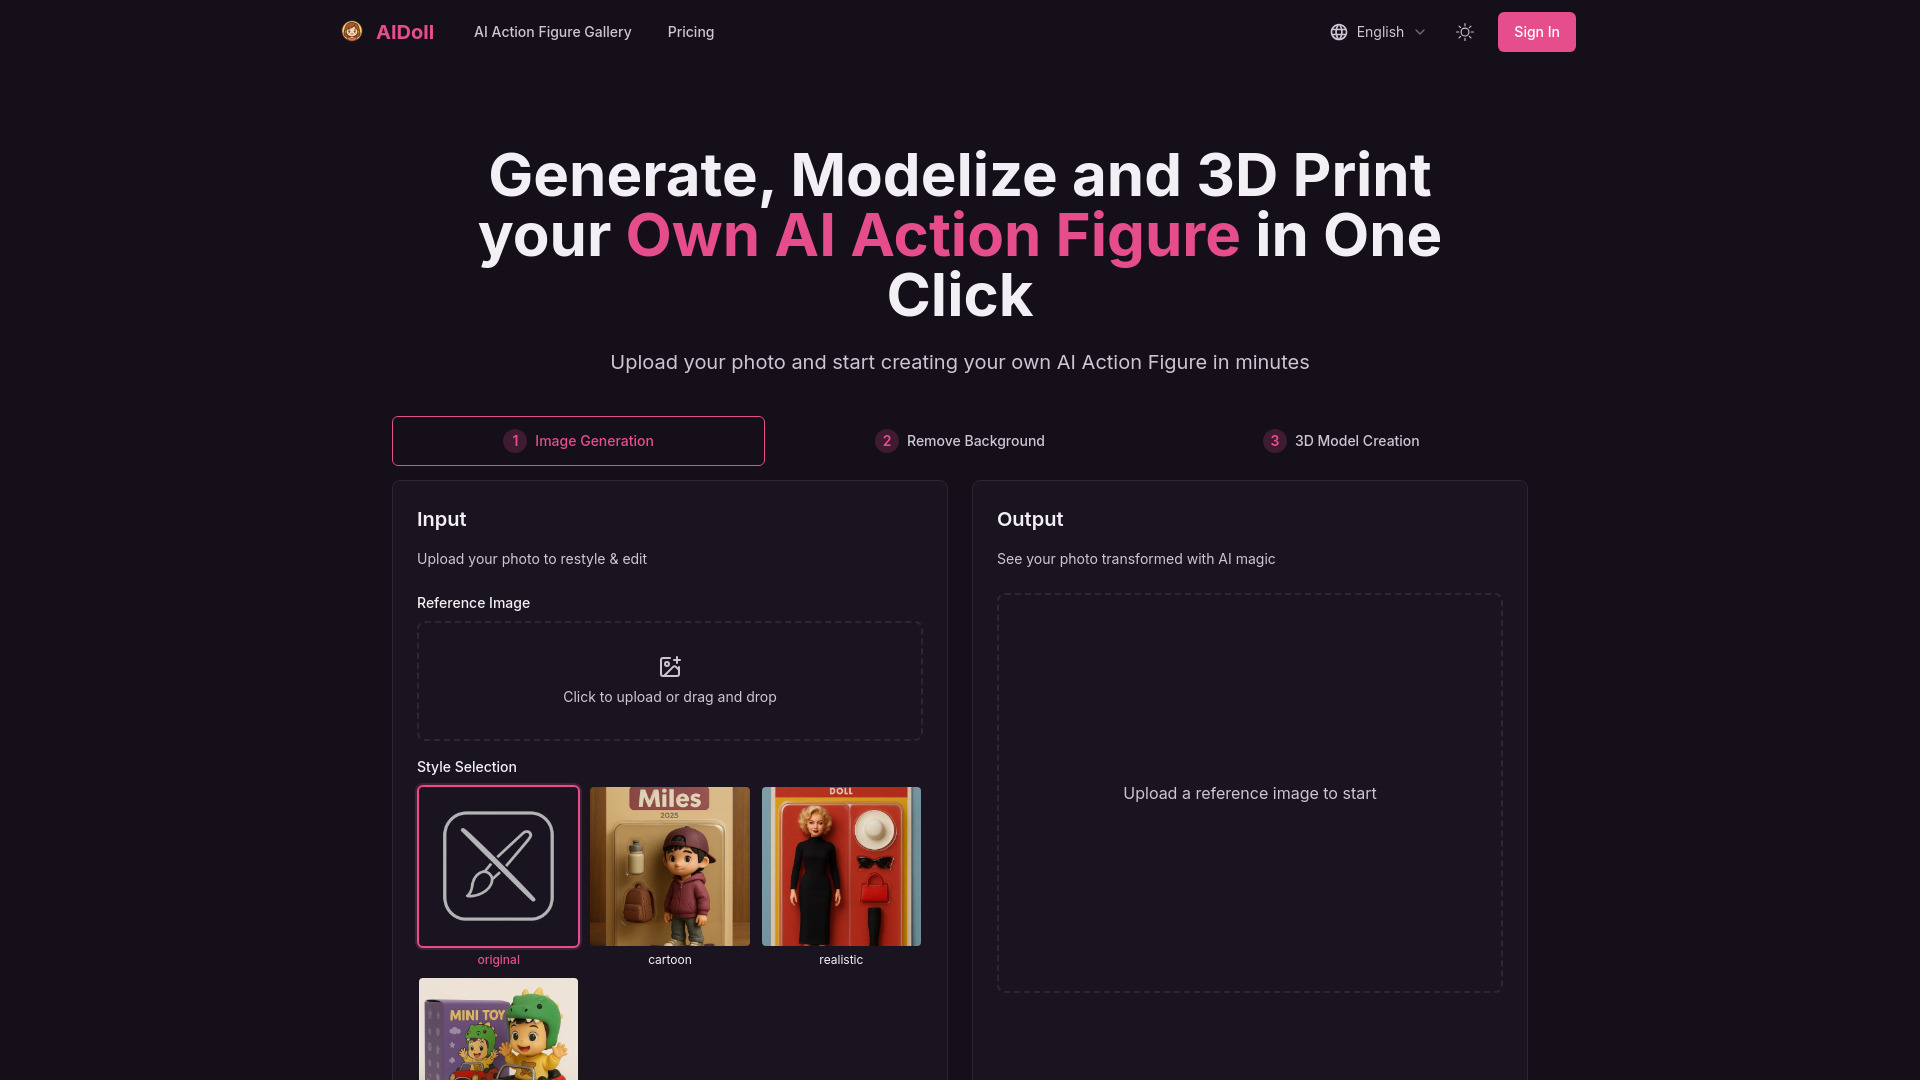 AIDoll
AI Action Figure Gallery
Pricing
English
Sign In
Generate, Modelize and 3D Print
your Own AI Action Figure in One
Click
Upload your photo and start creating your own AI Action Figure in minutes
1 Image Generation
2 Remove Background
3 3D Model Creation
Input
Upload your photo to restyle & edit
Reference Image
Click to upload or drag and drop
Style Selection
Miles
2025
DOLL
original
cartoon
realistic
MINI TOY
Output
See your photo transformed with AI magic
Upload a reference image to start